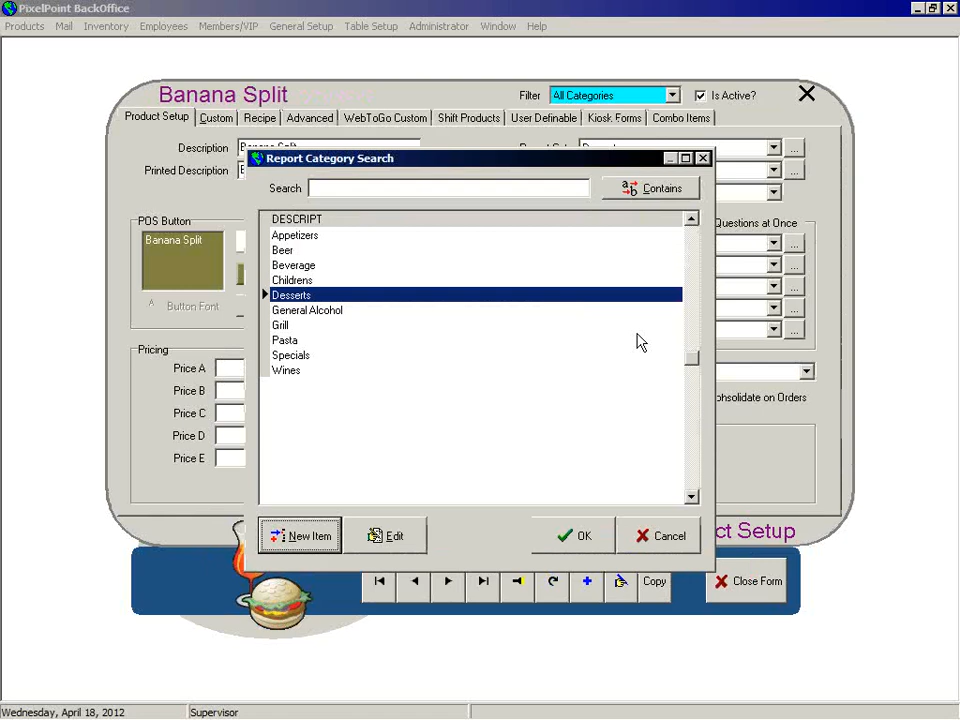 PixelPoint BackOffice
Products Mail Inventory Employees Members/VIP General Setup Table Setup Administrator Window Help
Banana Split
Filter All Categories Is Active?
Product Setup Custom Recipe Advanced WebToGo Custom Shift Products User Definable Kiosk Forms Combo Items
Description Banana Split
Printed Description
Report Category Search
Search
Contains
DESCRIPT
Appetizers
Beer
Beverage
Childrens
Desserts
General Alcohol
Grill
Pasta
Specials
Wines
POS Button
Banana Split
A Button Font
Questions at Once
Pricing
Price A
Price B
Price C
Price D
Price E
onsolidate on Orders
New Item Edit OK Cancel
ct Setup
Copy Close Form
Wednesday, April 18, 2012 Supervisor